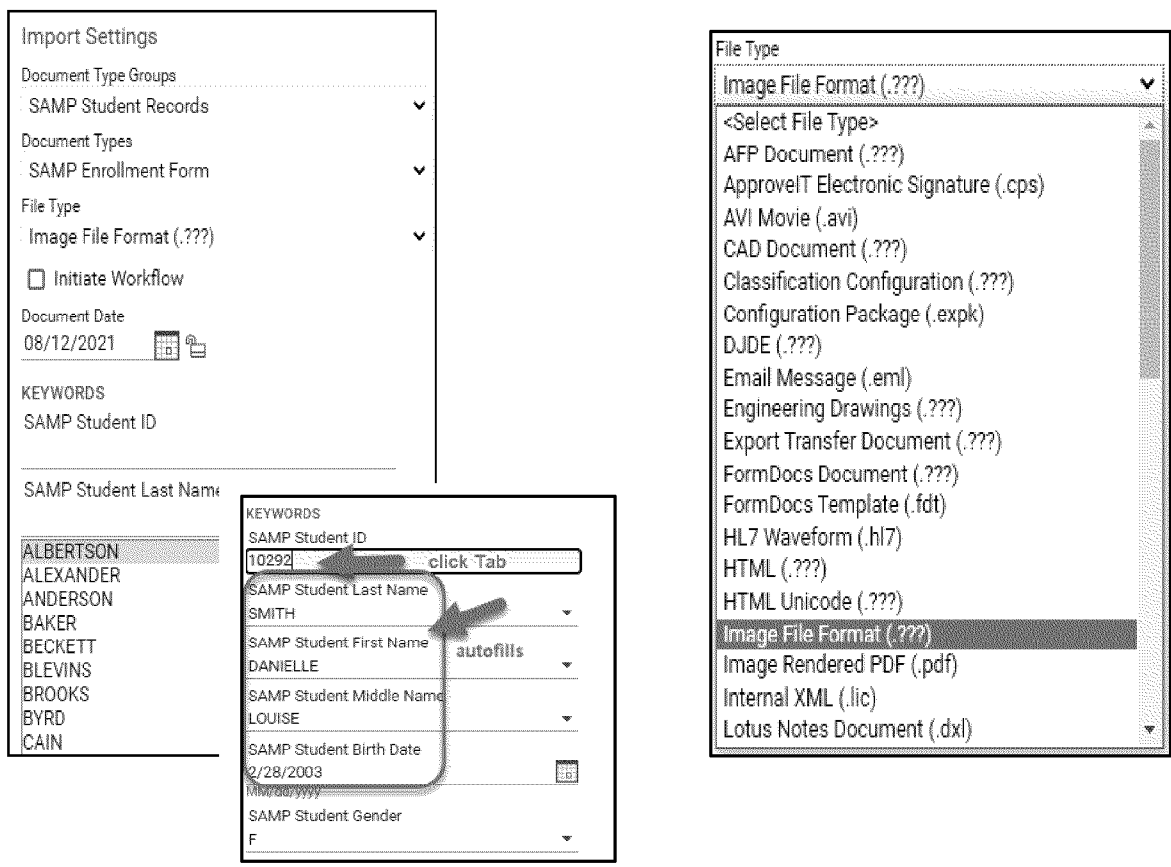 Import Settings
Document Type Groups
SAMP Student Records
Document Types
SAMP Enrollment Form
File Type
Image File Format (.???)
Initiate Workflow
Document Date
08/12/2021
KEYWORDS
SAMP Student ID
SAMP Student Last Name
ALBERTSON
ALEXANDER
ANDERSON
BAKER
BECKETT
BLEVINS
BROOKS
BYRD
CAIN
KEYWORDS
SAMP Student ID
10292 click Tab
SAMP Student Last Name
SMITH
SAMP Student First Name
autofills
DANIELLE
SAMP Student Middle Name
LOUISE
SAMP Student Birth Date
2/28/2003
MM/dd/yyyy
SAMP Student Gender
F
File Type
Image File Format (.???)
<Select File Type>
AFP Document (.???)
ApproveIT Electronic Signature (.cps)
AVI Movie (.avi)
CAD Document (.???)
Classification Configuration (.???)
Configuration Package (.expk)
DJDE (.???)
Email Message (.eml)
Engineering Drawings (.???)
Export Transfer Document (.???)
FormDocs Document (.???)
FormDocs Template (.fdt)
HL7 Waveform (.hl7)
HTML (.???)
HTML Unicode (.???)
Image File Format (.???)
Image Rendered PDF (.pdf)
Internal XML (.lic)
Lotus Notes Document (.dxl)